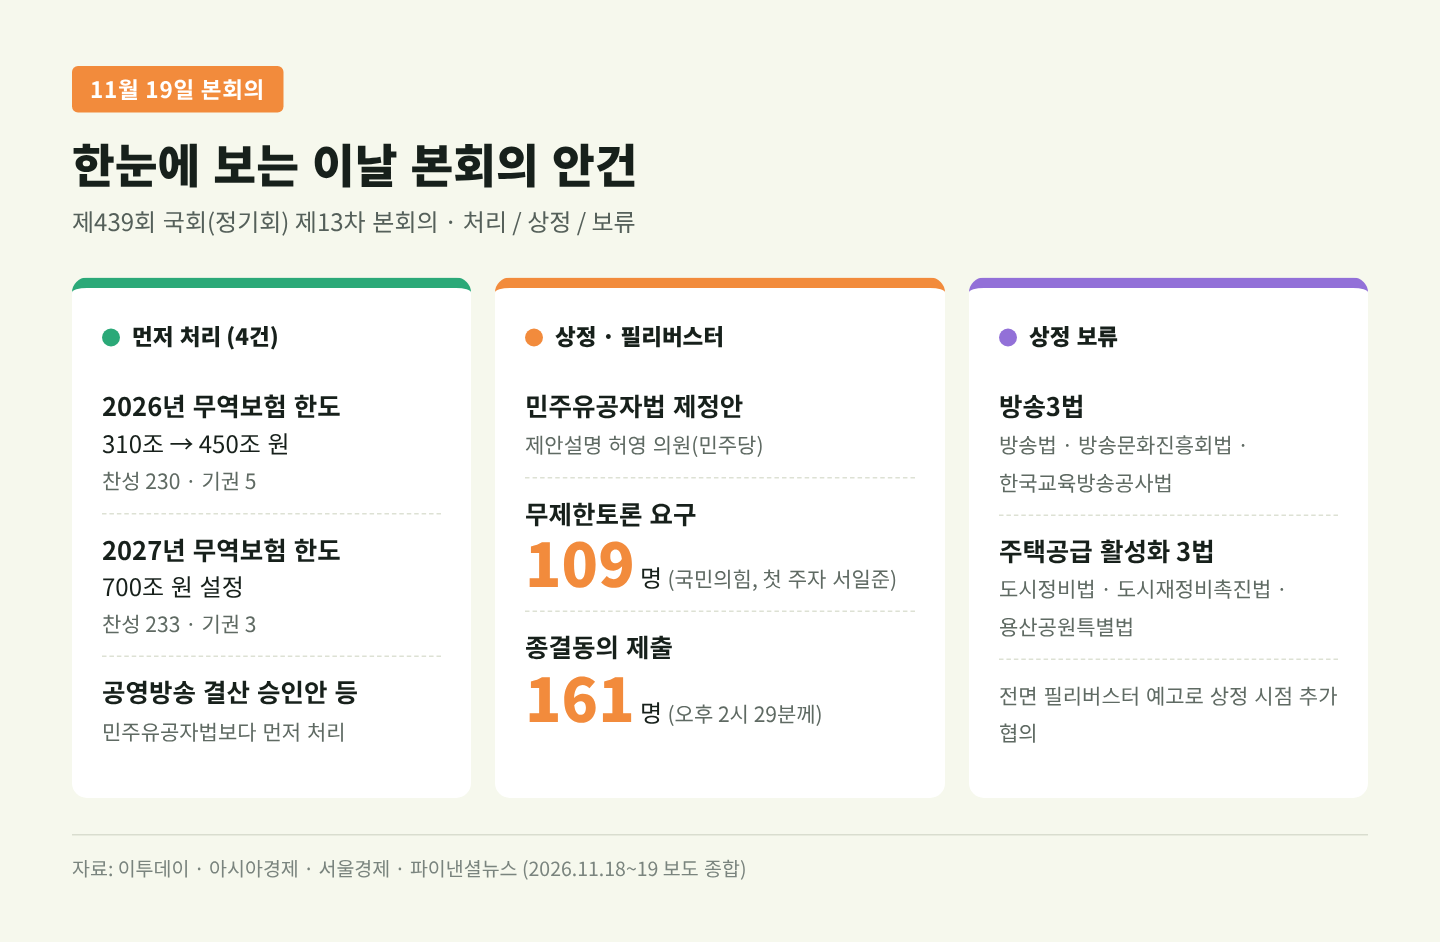 11월 19일 본회의
한눈에 보는 이날 본회의 안건
제439회 국회(정기회) 제13차 본회의 · 처리 / 상정 / 보류
먼저 처리 (4건)
2026년 무역보험 한도
310조 → 450조 원
찬성 230 · 기권 5
2027년 무역보험 한도
700조 원 설정
찬성 233 · 기권 3
공영방송 결산 승인안 등
민주유공자법보다 먼저 처리
상정 · 필리버스터
민주유공자법 제정안
제안설명 허영 의원(민주당)
무제한토론 요구
109 명 (국민의힘, 첫 주자 서일준)
종결동의 제출
161 명 (오후 2시 29분께)
상정 보류
방송3법
방송법 · 방송문화진흥회법 ·
한국교육방송공사법
주택공급 활성화 3법
도시정비법 · 도시재정비촉진법 ·
용산공원특별법
전면 필리버스터 예고로 상정 시점 추가
협의
자료: 이투데이 · 아시아경제 · 서울경제 · 파이낸셜뉴스 (2026.11.18~19 보도 종합)